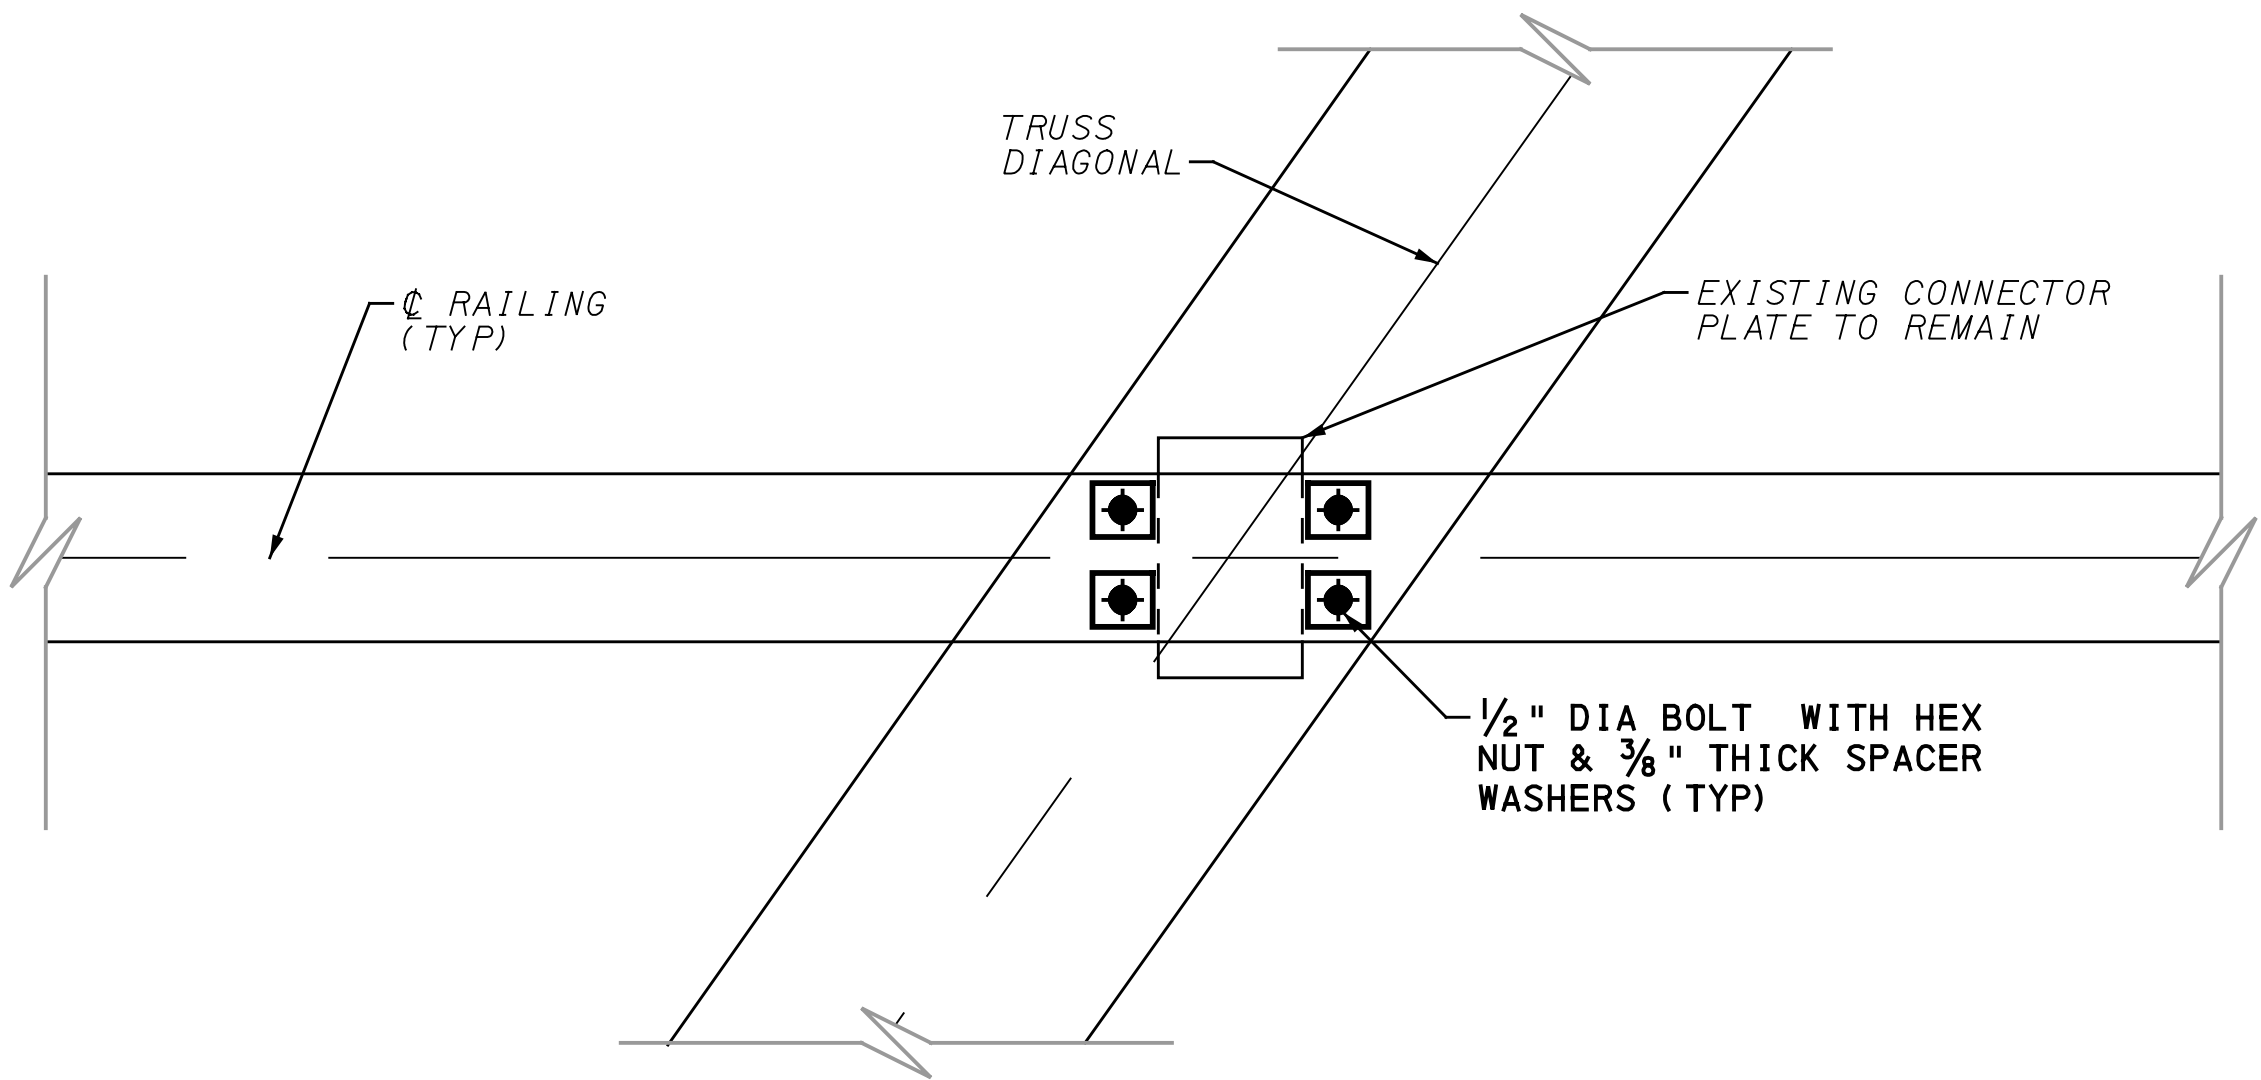 TRUSS
DIAGONAL
℄ RAILING
(TYP)
EXISTING CONNECTOR
PLATE TO REMAIN
1/2" DIA BOLT WITH HEX
NUT & 3/8" THICK SPACER
WASHERS (TYP)